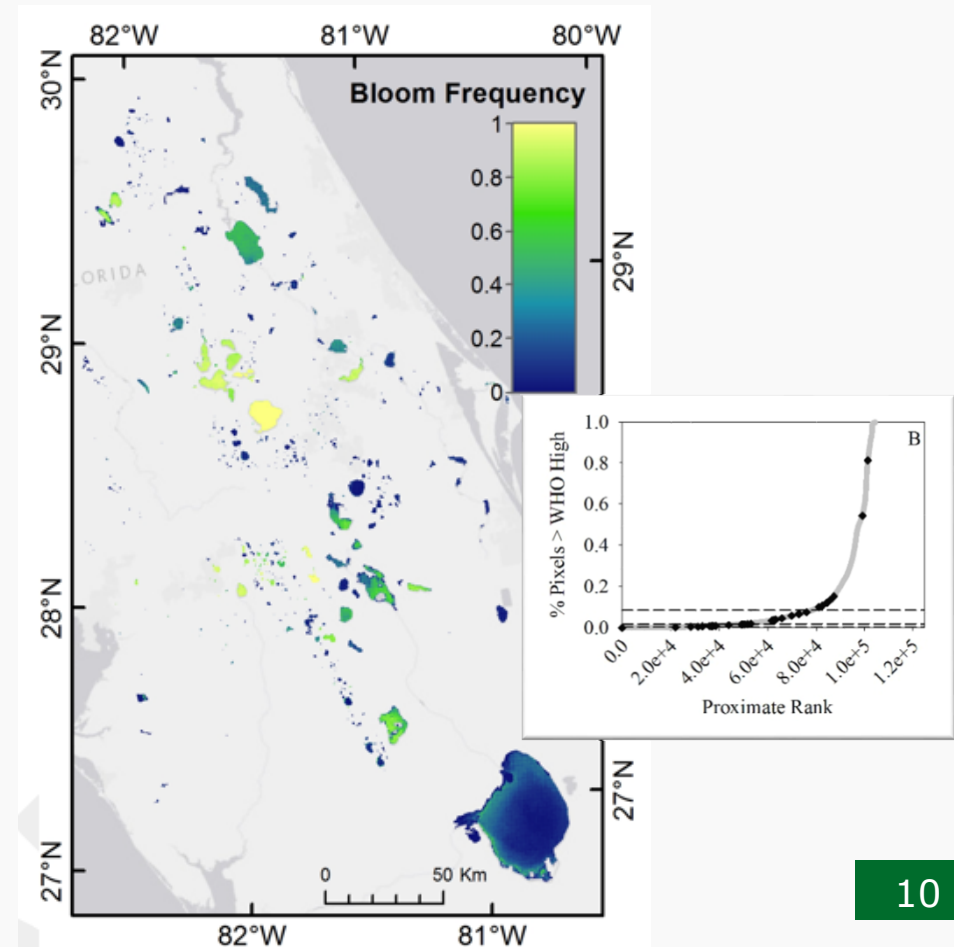 82°W 81°W 80°W
30°N
Bloom Frequency
1
0.8
0.6
0.4
0.2
0
ORIDA
29°N
29°N
28°N
27°N
27°N
0 50 Km
82°W 81°W
B
% Pixels > WHO High
1.0
0.8
0.6
0.4
0.2
0.0
0.0 2.0e+4 4.0e+4 6.0e+4 8.0e+4 1.0e+5 1.2e+5
Proximate Rank
10